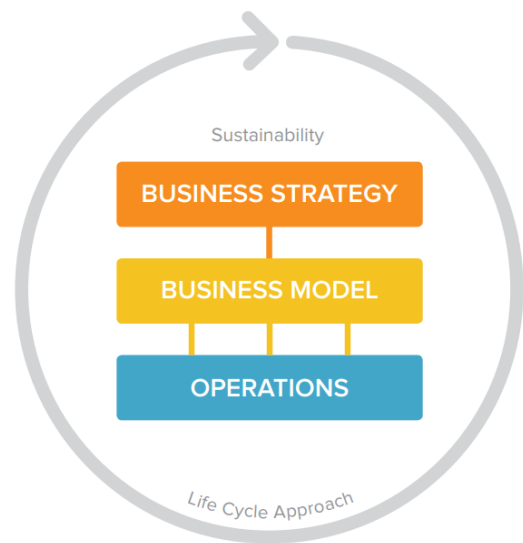 Sustainability
BUSINESS STRATEGY
BUSINESS MODEL
OPERATIONS
Life Cycle Approach